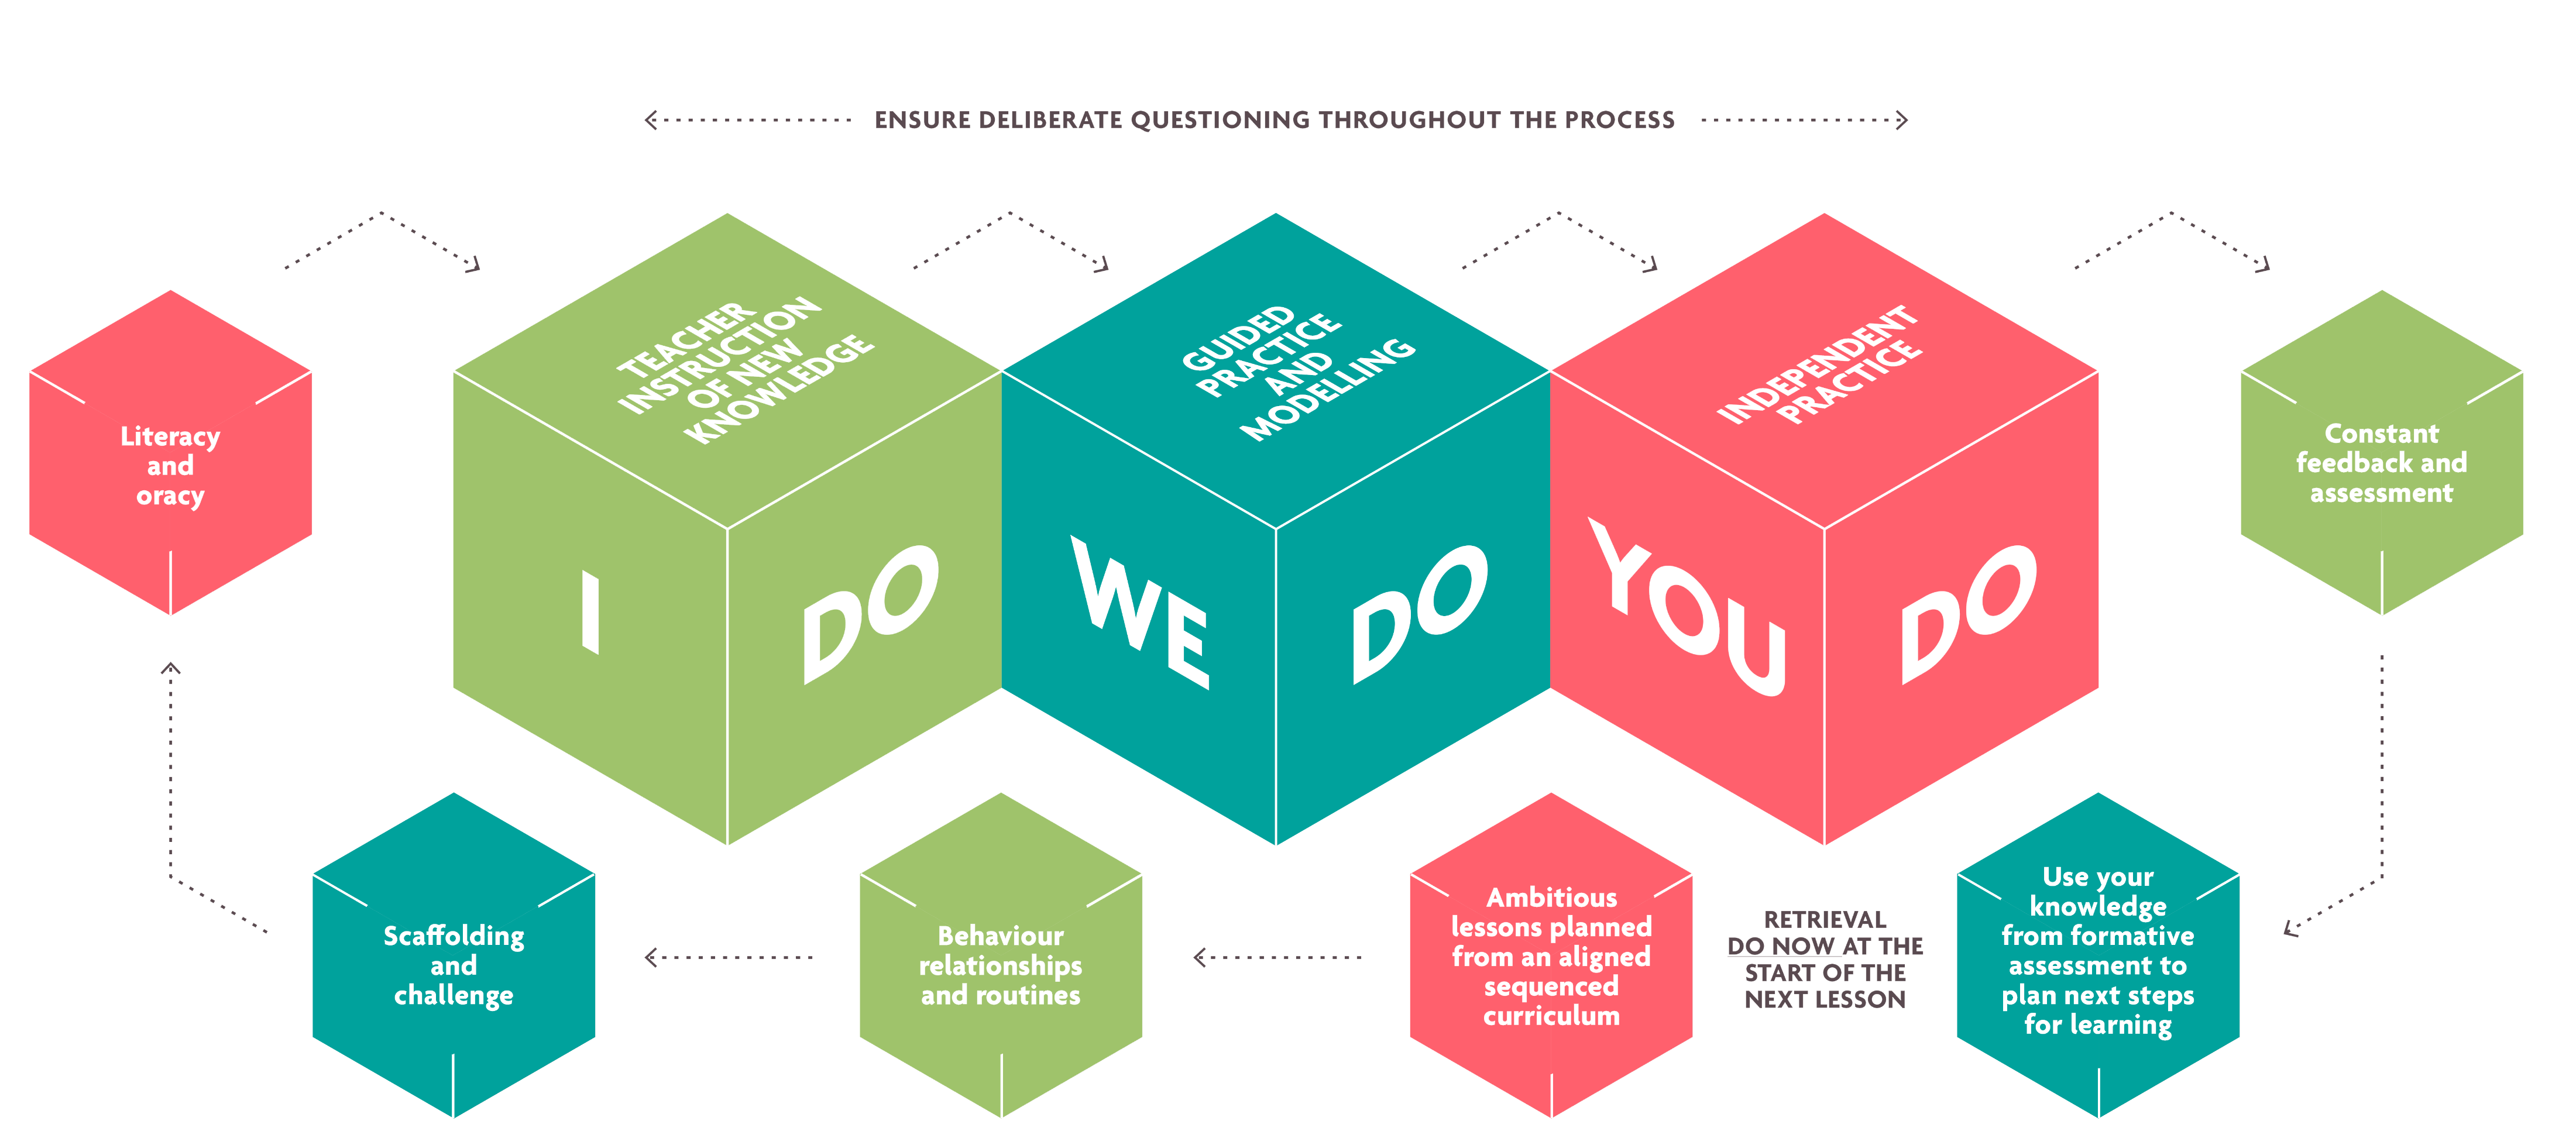 ENSURE DELIBERATE QUESTIONING THROUGHOUT THE PROCESS
Literacy
and
oracy
TEACHER
INSTRUCTION
OF NEW
KNOWLEDGE
I DO
GUIDED
PRACTICE
AND
MODELLING
WE DO
INDEPENDENT
PRACTICE
YOU DO
Constant
feedback and
assessment
Scaffolding
and
challenge
Behaviour
relationships
and routines
Ambitious
lessons planned
from an aligned
sequenced
curriculum
RETRIEVAL
DO NOW AT THE
START OF THE
NEXT LESSON
Use your
knowledge
from formative
assessment to
plan next steps
for learning